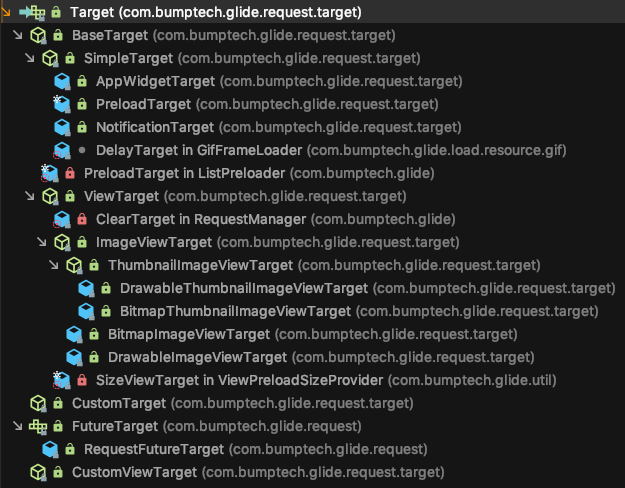 Target (com.bumptech.glide.request.target)
BaseTarget (com.bumptech.glide.request.target)
SimpleTarget (com.bumptech.glide.request.target)
AppWidgetTarget (com.bumptech.glide.request.target)
PreloadTarget (com.bumptech.glide.request.target)
NotificationTarget (com.bumptech.glide.request.target)
DelayTarget in GifFrameLoader (com.bumptech.glide.load.resource.gif)
PreloadTarget in ListPreloader (com.bumptech.glide)
ViewTarget (com.bumptech.glide.request.target)
ClearTarget in RequestManager (com.bumptech.glide)
ImageViewTarget (com.bumptech.glide.request.target)
ThumbnailImageViewTarget (com.bumptech.glide.request.target)
DrawableThumbnailImageViewTarget (com.bumptech.glide.request.target)
BitmapThumbnailImageViewTarget (com.bumptech.glide.request.target)
BitmapImageViewTarget (com.bumptech.glide.request.target)
DrawableImageViewTarget (com.bumptech.glide.request.target)
SizeViewTarget in ViewPreloadSizeProvider (com.bumptech.glide.util)
CustomTarget (com.bumptech.glide.request.target)
FutureTarget (com.bumptech.glide.request)
RequestFutureTarget (com.bumptech.glide.request)
CustomViewTarget (com.bumptech.glide.request.target)